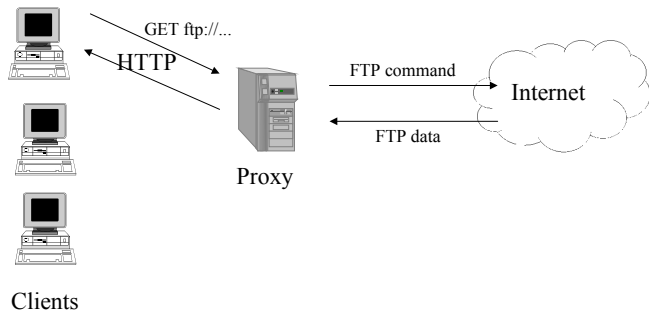 GET ftp://...
HTTP
FTP command
Internet
FTP data
Proxy
Clients